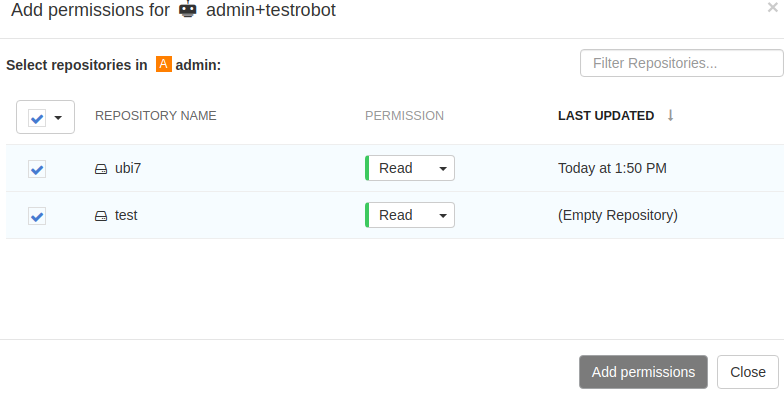 Add permissions for admin+testrobot ×
Select repositories in A admin: Filter Repositories...
REPOSITORY NAME PERMISSION LAST UPDATED ↓
ubi7 Read Today at 1:50 PM
test Read (Empty Repository)
Add permissions Close